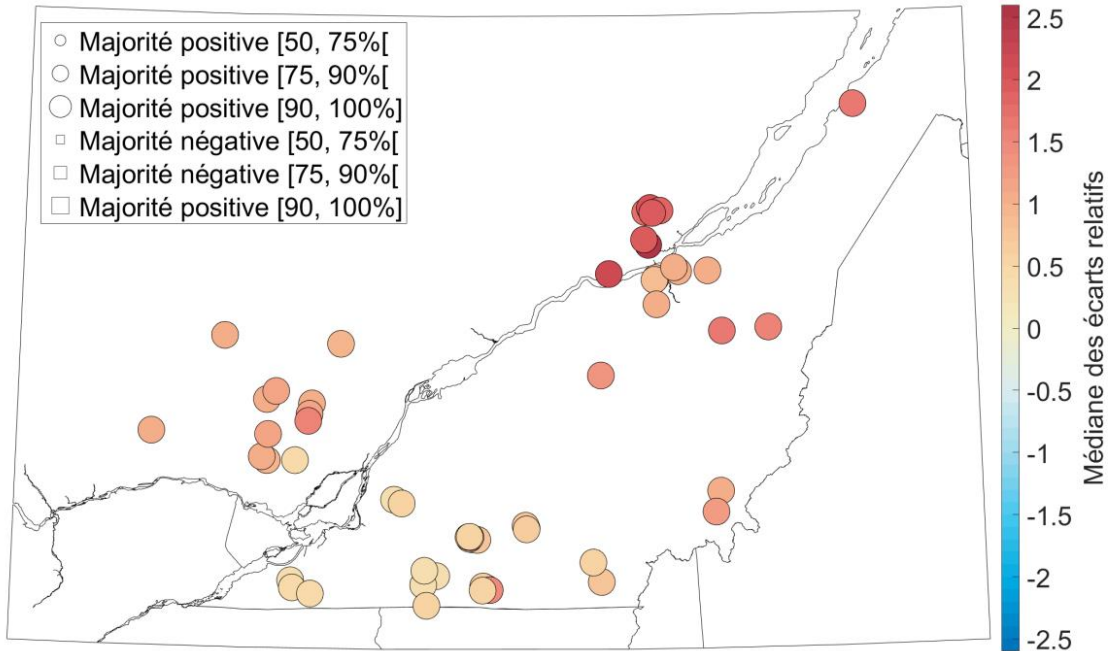 Majorité positive [50, 75%[
Majorité positive [75, 90%[
Majorité positive [90, 100%]
Majorité négative [50, 75%[
Majorité négative [75, 90%[
Majorité positive [90, 100%]
2.5
2
1.5
1
0.5
0
-0.5
-1
-1.5
-2
-2.5
Médiane des écarts relatifs